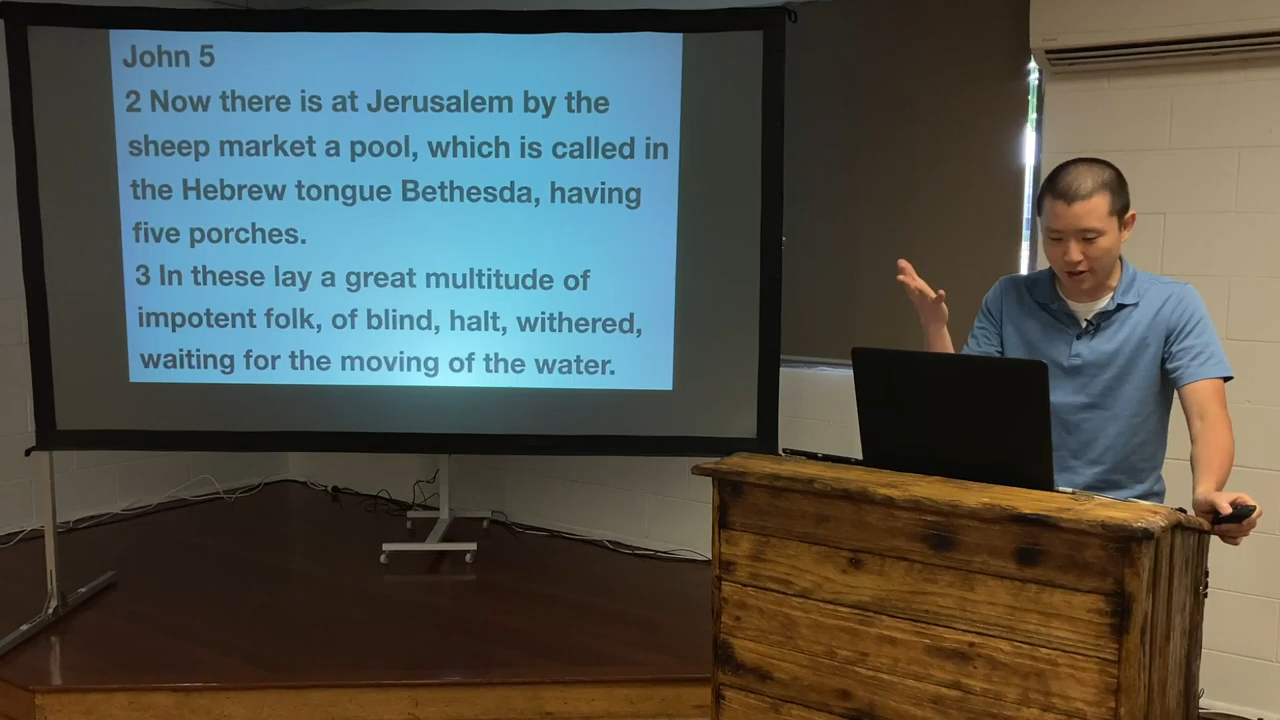 John 5
2 Now there is at Jerusalem by the
sheep market a pool, which is called in
the Hebrew tongue Bethesda, having
five porches.
3 In these lay a great multitude of
impotent folk, of blind, halt, withered,
waiting for the moving of the water.